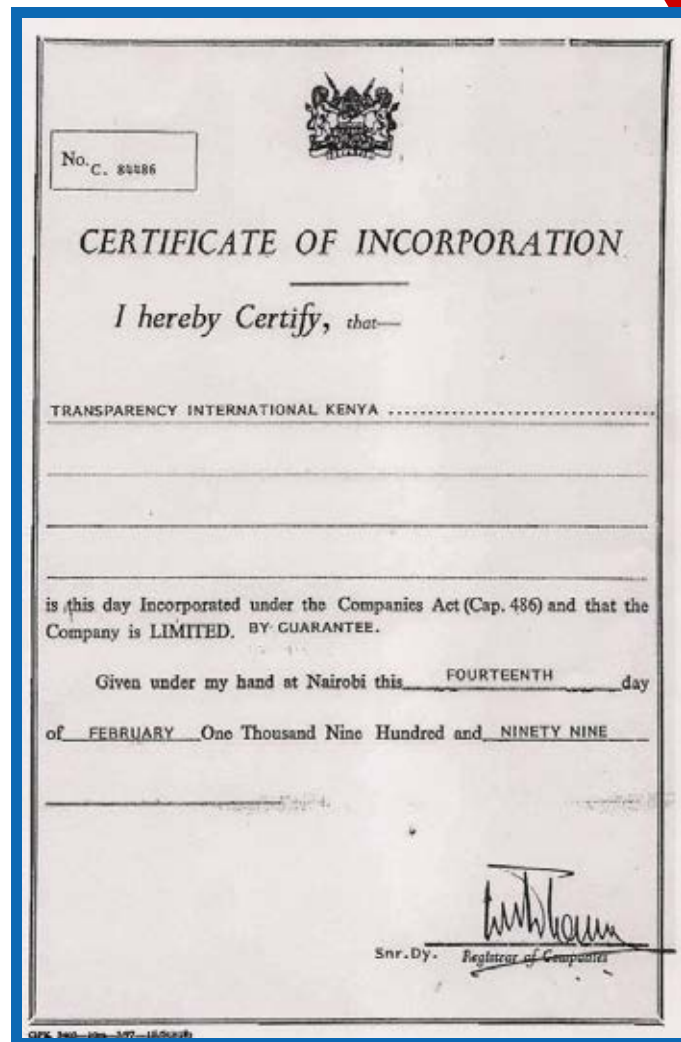 No. C. 84486
CERTIFICATE OF INCORPORATION
I hereby Certify, that—
TRANSPARENCY INTERNATIONAL KENYA
is this day Incorporated under the Companies Act (Cap. 486) and that the
Company is LIMITED. BY GUARANTEE.
Given under my hand at Nairobi this FOURTEENTH day
of FEBRUARY One Thousand Nine Hundred and NINETY NINE
Snr.Dy. Registrar of Companies